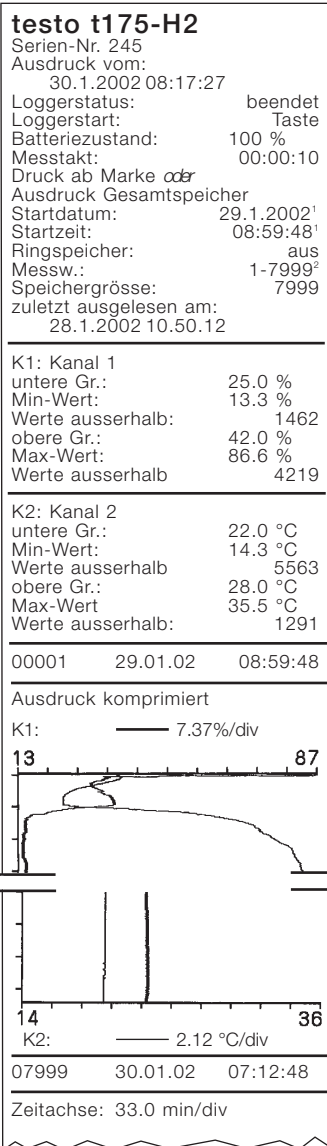 testo t175-H2
Serien-Nr. 245
Ausdruck vom:
30.1.2002 08:17:27
Loggerstatus: beendet
Loggerstart: Taste
Batteriezustand: 100 %
Messtakt: 00:00:10
Druck ab Marke oder
Ausdruck Gesamtspeicher
Startdatum: 29.1.2002¹
Startzeit: 08:59:48¹
Ringspeicher: aus
Messw.: 1-7999²
Speichergrösse: 7999
zuletzt ausgelesen am:
28.1.2002 10.50.12
K1: Kanal 1
untere Gr.: 25.0 %
Min-Wert: 13.3 %
Werte ausserhalb: 1462
obere Gr.: 42.0 %
Max-Wert: 86.6 %
Werte ausserhalb 4219
K2: Kanal 2
untere Gr.: 22.0 °C
Min-Wert: 14.3 °C
Werte ausserhalb 5563
obere Gr.: 28.0 °C
Max-Wert 35.5 °C
Werte ausserhalb: 1291
00001 29.01.02 08:59:48
Ausdruck komprimiert
K1: 7.37%/div
13 87
14 36
K2: 2.12 °C/div
07999 30.01.02 07:12:48
Zeitachse: 33.0 min/div